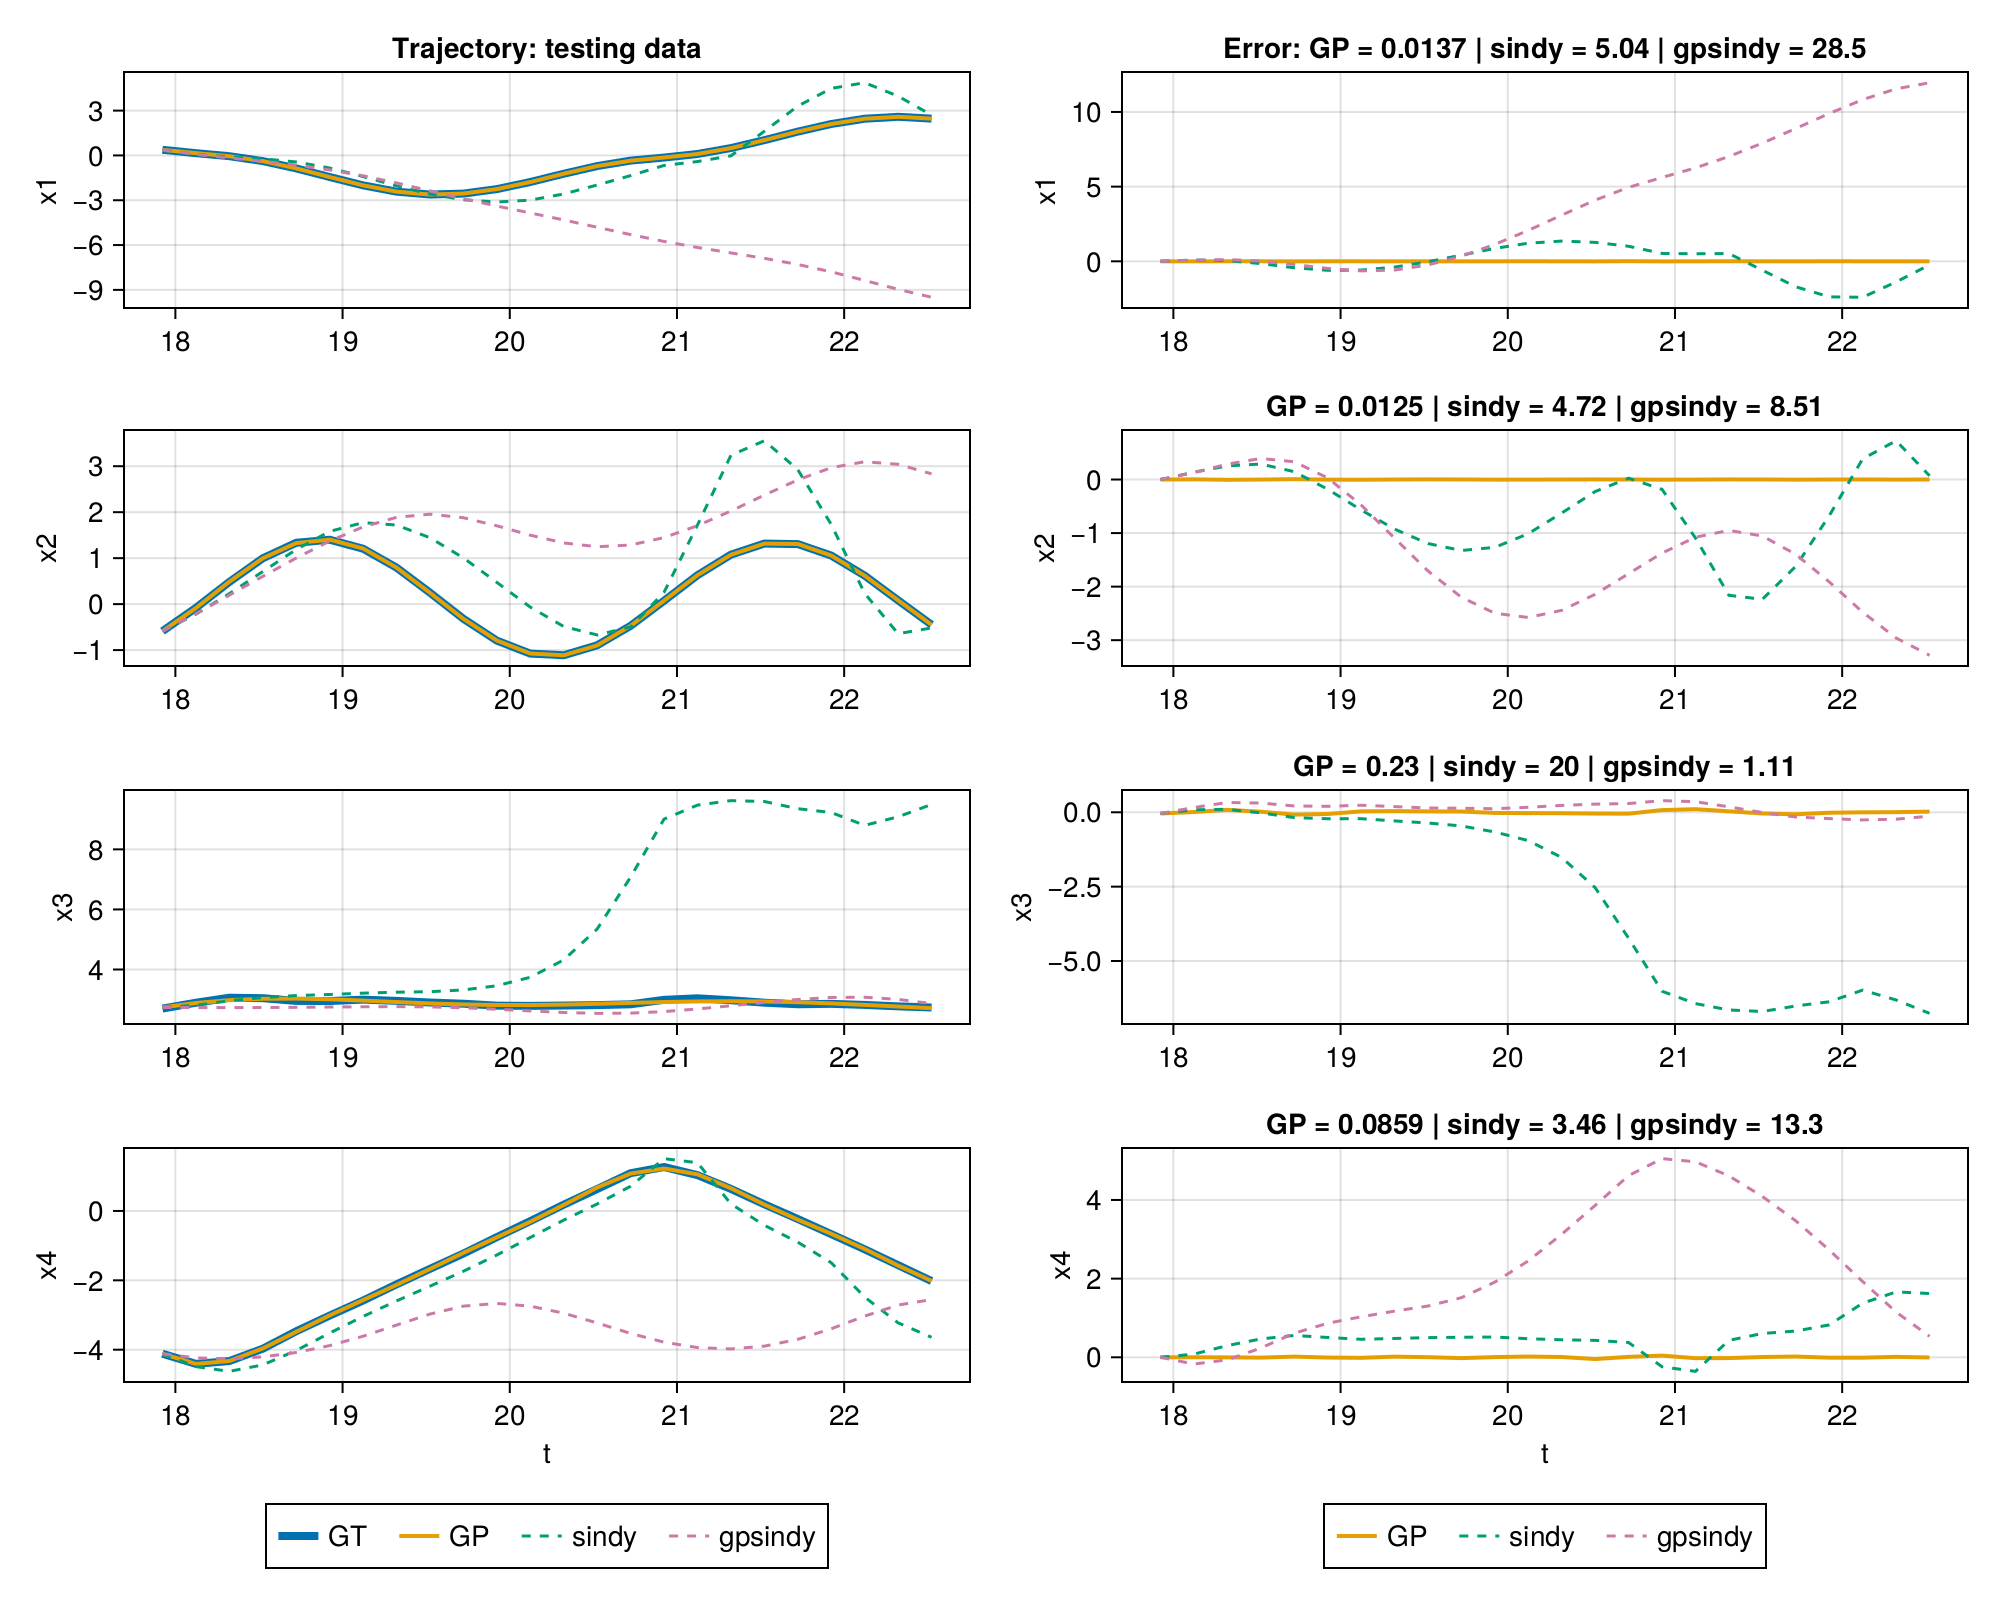 Trajectory: testing data
x1
3
0
−3
−6
−9
18 19 20 21 22
Error: GP = 0.0137 | sindy = 5.04 | gpsindy = 28.5
x1
10
5
0
18 19 20 21 22
x2
3
2
1
0
−1
18 19 20 21 22
GP = 0.0125 | sindy = 4.72 | gpsindy = 8.51
x2
0
−1
−2
−3
18 19 20 21 22
x3
8
6
4
18 19 20 21 22
GP = 0.23 | sindy = 20 | gpsindy = 1.11
x3
0.0
−2.5
−5.0
18 19 20 21 22
x4
0
−2
−4
18 19 20 21 22
t
GP = 0.0859 | sindy = 3.46 | gpsindy = 13.3
x4
4
2
0
18 19 20 21 22
t
GT GP sindy gpsindy
GP sindy gpsindy